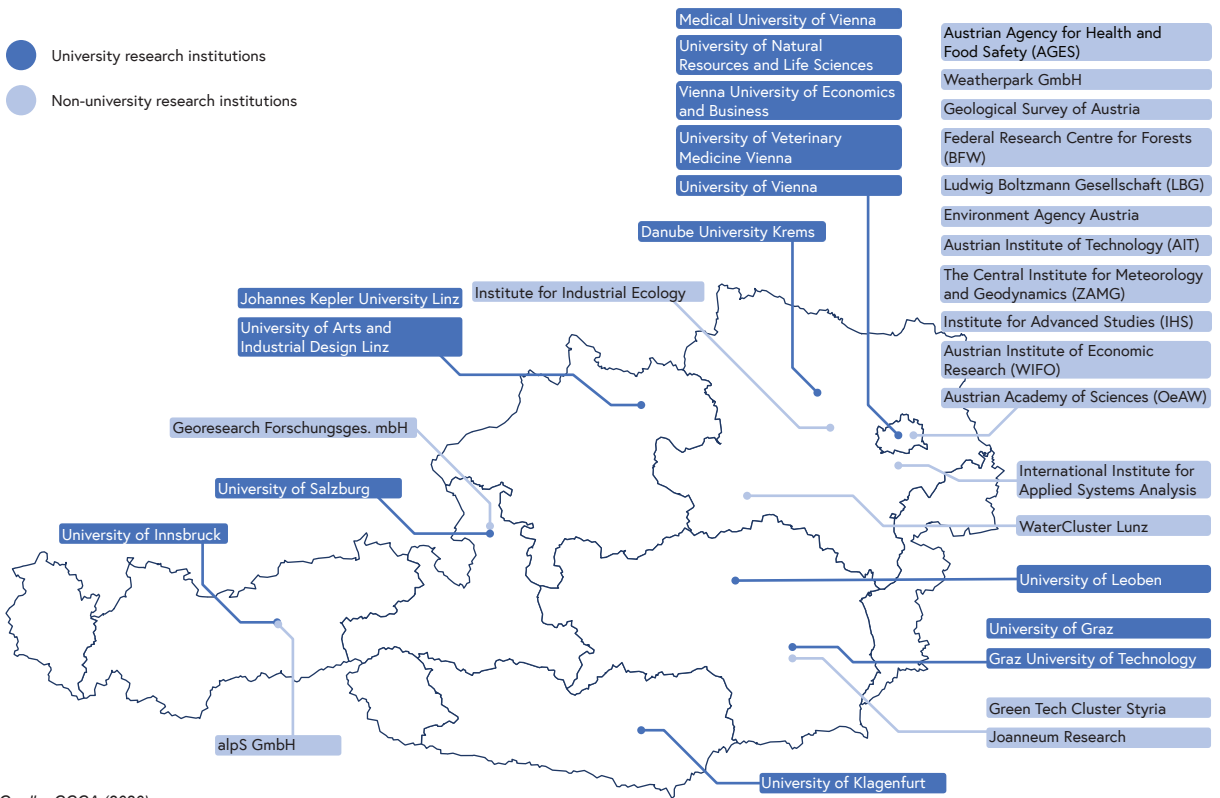 University research institutions
Non-university research institutions
Medical University of Vienna
University of Natural
Resources and Life Sciences
Vienna University of Economics
and Business
University of Veterinary
Medicine Vienna
University of Vienna
Danube University Krems
Austrian Agency for Health and
Food Safety (AGES)
Weatherpark GmbH
Geological Survey of Austria
Federal Research Centre for Forests
(BFW)
Ludwig Boltzmann Gesellschaft (LBG)
Environment Agency Austria
Austrian Institute of Technology (AIT)
The Central Institute for Meteorology
and Geodynamics (ZAMG)
Institute for Advanced Studies (IHS)
Austrian Institute of Economic
Research (WIFO)
Austrian Academy of Sciences (OeAW)
Institute for Industrial Ecology
Johannes Kepler University Linz
University of Arts and
Industrial Design Linz
Georesearch Forschungsges. mbH
University of Salzburg
University of Innsbruck
alpS GmbH
International Institute for
Applied Systems Analysis
WaterCluster Lunz
University of Leoben
University of Graz
Graz University of Technology
Green Tech Cluster Styria
Joanneum Research
University of Klagenfurt